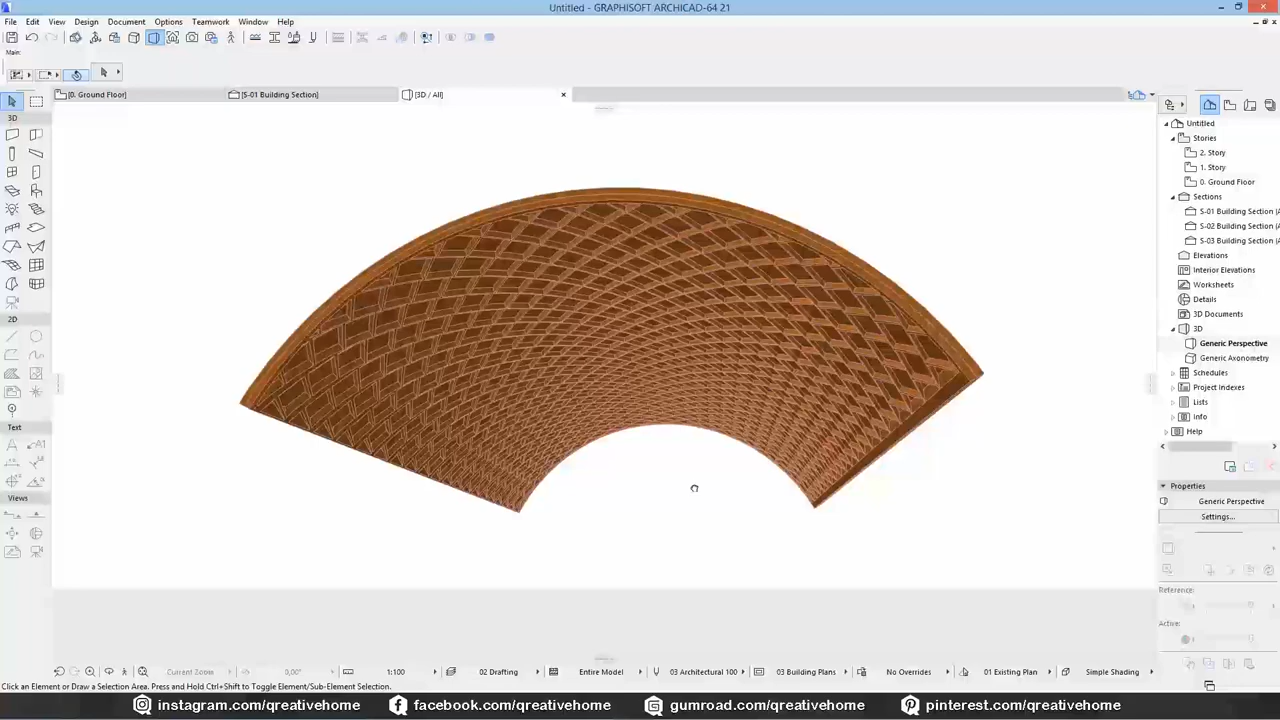 Untitled - GRAPHISOFT ARCHICAD-64 21
File Edit View Design Document Options Teamwork Window Help
Main:
[0. Ground Floor]
[S-01 Building Section]
[3D / All]
3D
2D
Text
Views
Untitled
Stories
2. Story
1. Story
0. Ground Floor
Sections
S-01 Building Section (A
S-02 Building Section (A
S-03 Building Section (A
Elevations
Interior Elevations
Worksheets
Details
3D Documents
3D
Generic Perspective
Generic Axonometry
Schedules
Project Indexes
Lists
Info
Help
Properties
Generic Perspective
Settings...
Reference:
Active:
Current Zoom 0,00° 1:100 02 Drafting Entire Model 03 Architectural 100 03 Building Plans No Overrides 01 Existing Plan Simple Shading
Click an Element or Draw a Selection Area. Press and Hold Ctrl+Shift to Toggle Element/Sub-Element Selection.
instagram.com/qreativehome facebook.com/qreativehome gumroad.com/qreativehome pinterest.com/qreativehome